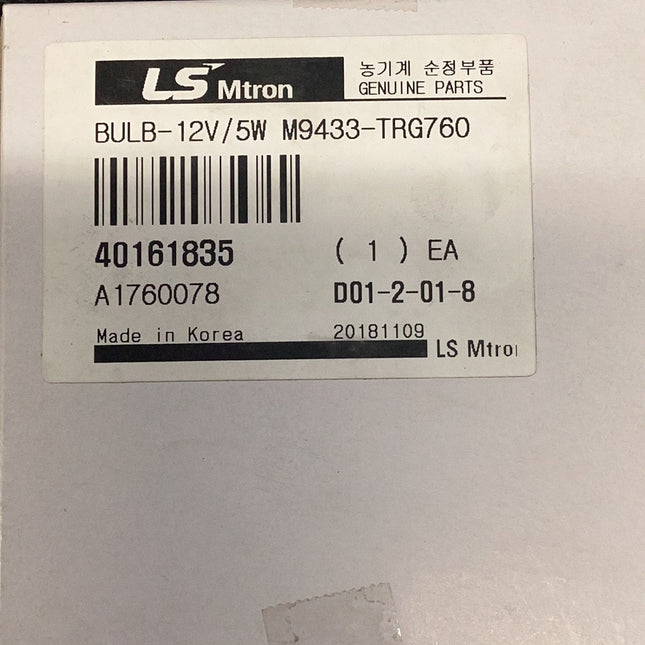 LS Mtron
농기계 순정부품
GENUINE PARTS
BULB-12V/5W M9433-TRG760
40161835 ( 1 ) EA
A1760078 D01-2-01-8
Made in Korea 20181109
LS Mtro